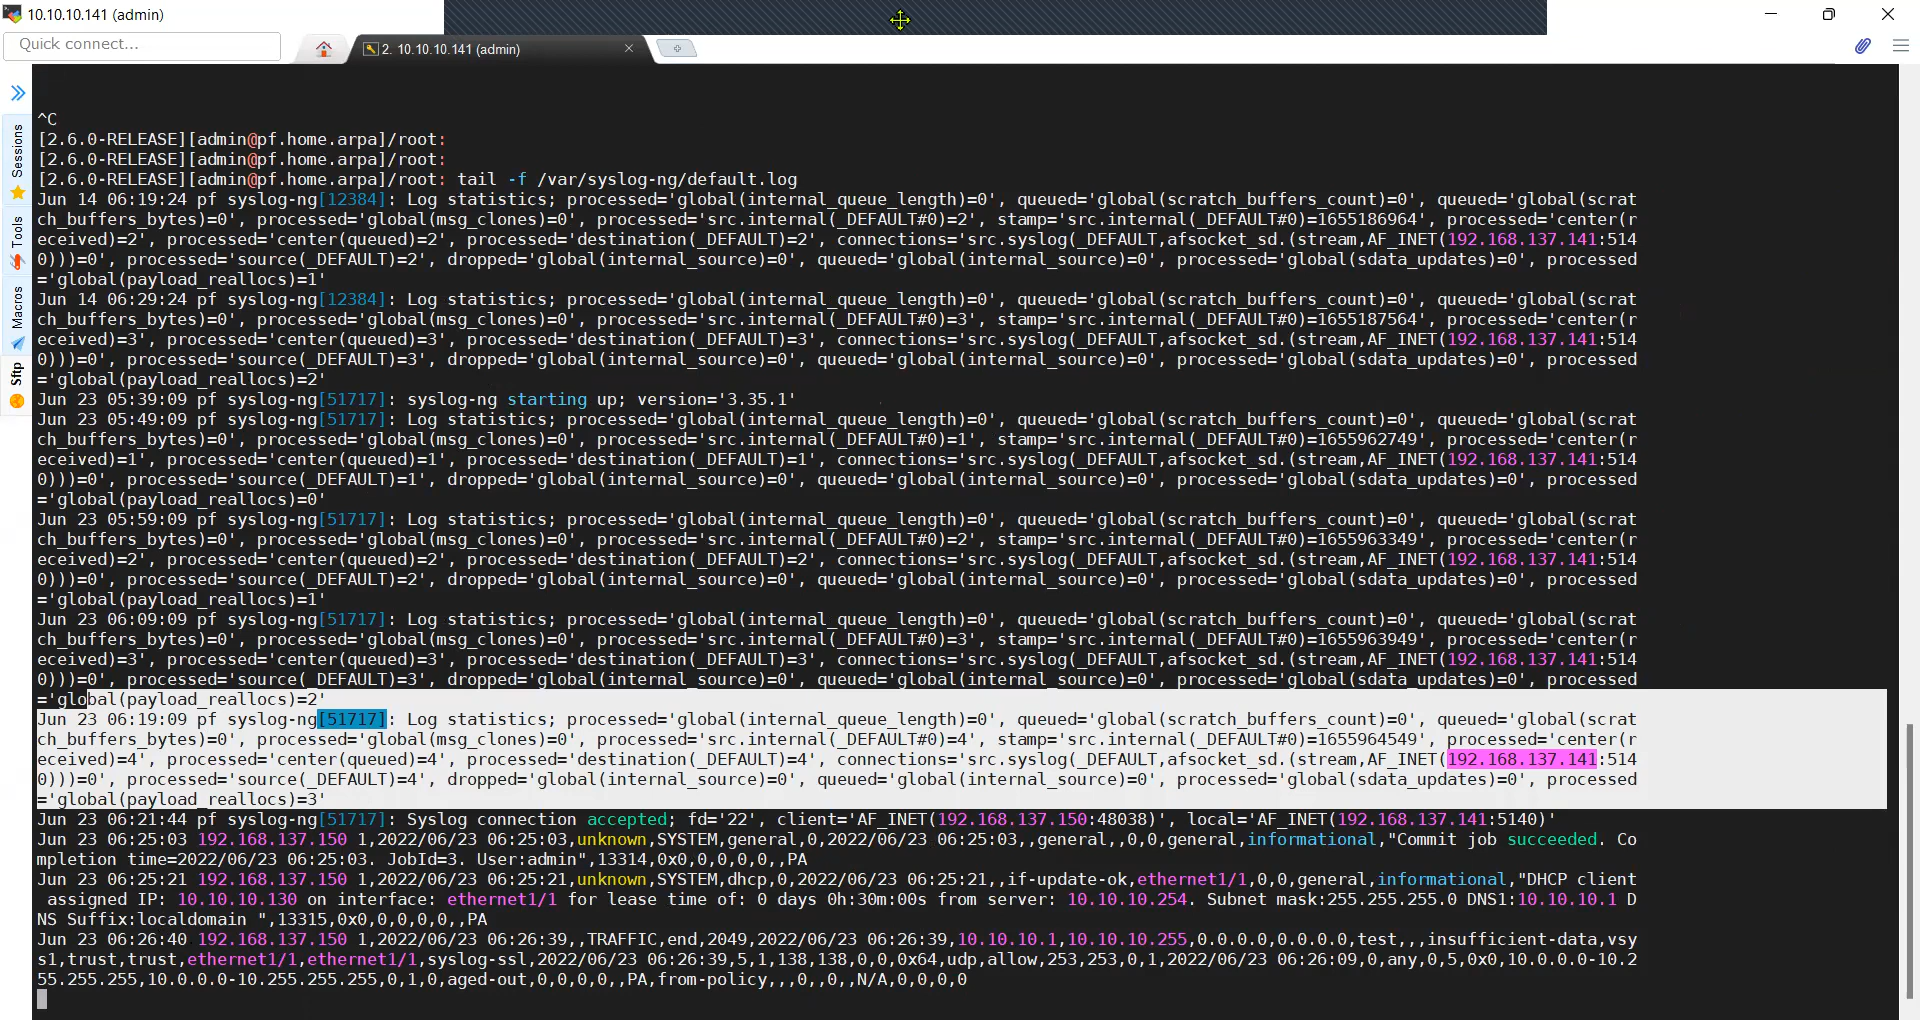 10.10.10.141 (admin)
Quick connect...
2. 10.10.10.141 (admin)
Sessions
Tools
Macros
Sftp
^C
[2.6.0-RELEASE][admin@pf.home.arpa]/root:
[2.6.0-RELEASE][admin@pf.home.arpa]/root:
[2.6.0-RELEASE][admin@pf.home.arpa]/root: tail -f /var/syslog-ng/default.log
Jun 14 06:19:24 pf syslog-ng[12384]: Log statistics; processed='global(internal_queue_length)=0', queued='global(scratch_buffers_count)=0', queued='global(scrat
ch_buffers_bytes)=0', processed='global(msg_clones)=0', processed='src.internal(_DEFAULT#0)=2', stamp='src.internal(_DEFAULT#0)=1655186964', processed='center(r
eceived)=2', processed='center(queued)=2', processed='destination(_DEFAULT)=2', connections='src.syslog(_DEFAULT,afsocket_sd.(stream,AF_INET(192.168.137.141:514
0)))=0', processed='source(_DEFAULT)=2', dropped='global(internal_source)=0', queued='global(internal_source)=0', processed='global(sdata_updates)=0', processed
='global(payload_reallocs)=1'
Jun 14 06:29:24 pf syslog-ng[12384]: Log statistics; processed='global(internal_queue_length)=0', queued='global(scratch_buffers_count)=0', queued='global(scrat
ch_buffers_bytes)=0', processed='global(msg_clones)=0', processed='src.internal(_DEFAULT#0)=3', stamp='src.internal(_DEFAULT#0)=1655187564', processed='center(r
eceived)=3', processed='center(queued)=3', processed='destination(_DEFAULT)=3', connections='src.syslog(_DEFAULT,afsocket_sd.(stream,AF_INET(192.168.137.141:514
0)))=0', processed='source(_DEFAULT)=3', dropped='global(internal_source)=0', queued='global(internal_source)=0', processed='global(sdata_updates)=0', processed
='global(payload_reallocs)=2'
Jun 23 05:39:09 pf syslog-ng[51717]: syslog-ng starting up; version='3.35.1'
Jun 23 05:49:09 pf syslog-ng[51717]: Log statistics; processed='global(internal_queue_length)=0', queued='global(scratch_buffers_count)=0', queued='global(scrat
ch_buffers_bytes)=0', processed='global(msg_clones)=0', processed='src.internal(_DEFAULT#0)=1', stamp='src.internal(_DEFAULT#0)=1655962749', processed='center(r
eceived)=1', processed='center(queued)=1', processed='destination(_DEFAULT)=1', connections='src.syslog(_DEFAULT,afsocket_sd.(stream,AF_INET(192.168.137.141:514
0)))=0', processed='source(_DEFAULT)=1', dropped='global(internal_source)=0', queued='global(internal_source)=0', processed='global(sdata_updates)=0', processed
='global(payload_reallocs)=0'
Jun 23 05:59:09 pf syslog-ng[51717]: Log statistics; processed='global(internal_queue_length)=0', queued='global(scratch_buffers_count)=0', queued='global(scrat
ch_buffers_bytes)=0', processed='global(msg_clones)=0', processed='src.internal(_DEFAULT#0)=2', stamp='src.internal(_DEFAULT#0)=1655963349', processed='center(r
eceived)=2', processed='center(queued)=2', processed='destination(_DEFAULT)=2', connections='src.syslog(_DEFAULT,afsocket_sd.(stream,AF_INET(192.168.137.141:514
0)))=0', processed='source(_DEFAULT)=2', dropped='global(internal_source)=0', queued='global(internal_source)=0', processed='global(sdata_updates)=0', processed
='global(payload_reallocs)=1'
Jun 23 06:09:09 pf syslog-ng[51717]: Log statistics; processed='global(internal_queue_length)=0', queued='global(scratch_buffers_count)=0', queued='global(scrat
ch_buffers_bytes)=0', processed='global(msg_clones)=0', processed='src.internal(_DEFAULT#0)=3', stamp='src.internal(_DEFAULT#0)=1655963949', processed='center(r
eceived)=3', processed='center(queued)=3', processed='destination(_DEFAULT)=3', connections='src.syslog(_DEFAULT,afsocket_sd.(stream,AF_INET(192.168.137.141:514
0)))=0', processed='source(_DEFAULT)=3', dropped='global(internal_source)=0', queued='global(internal_source)=0', processed='global(sdata_updates)=0', processed
='global(payload_reallocs)=2'
Jun 23 06:19:09 pf syslog-ng[51717]: Log statistics; processed='global(internal_queue_length)=0', queued='global(scratch_buffers_count)=0', queued='global(scrat
ch_buffers_bytes)=0', processed='global(msg_clones)=0', processed='src.internal(_DEFAULT#0)=4', stamp='src.internal(_DEFAULT#0)=1655964549', processed='center(r
eceived)=4', processed='center(queued)=4', processed='destination(_DEFAULT)=4', connections='src.syslog(_DEFAULT,afsocket_sd.(stream,AF_INET(192.168.137.141:514
0)))=0', processed='source(_DEFAULT)=4', dropped='global(internal_source)=0', queued='global(internal_source)=0', processed='global(sdata_updates)=0', processed
='global(payload_reallocs)=3'
Jun 23 06:21:44 pf syslog-ng[51717]: Syslog connection accepted; fd='22', client='AF_INET(192.168.137.150:48038)', local='AF_INET(192.168.137.141:5140)'
Jun 23 06:25:03 192.168.137.150 1,2022/06/23 06:25:03,unknown,SYSTEM,general,0,2022/06/23 06:25:03,,general,,0,0,general,informational,"Commit job succeeded. Co
mpletion time=2022/06/23 06:25:03. JobId=3. User:admin",13314,0x0,0,0,0,0,,PA
Jun 23 06:25:21 192.168.137.150 1,2022/06/23 06:25:21,unknown,SYSTEM,dhcp,0,2022/06/23 06:25:21,,if-update-ok,ethernet1/1,0,0,general,informational,"DHCP client
 assigned IP: 10.10.10.130 on interface: ethernet1/1 for lease time of: 0 days 0h:30m:00s from server: 10.10.10.254. Subnet mask:255.255.255.0 DNS1:10.10.10.1 D
NS Suffix:localdomain ",13315,0x0,0,0,0,0,,PA
Jun 23 06:26:40 192.168.137.150 1,2022/06/23 06:26:39,,TRAFFIC,end,2049,2022/06/23 06:26:39,10.10.10.1,10.10.10.255,0.0.0.0,0.0.0.0,test,,,insufficient-data,vsy
s1,trust,trust,ethernet1/1,ethernet1/1,syslog-ssl,2022/06/23 06:26:39,5,1,138,138,0,0,0x64,udp,allow,253,253,0,1,2022/06/23 06:26:09,0,any,0,5,0x0,10.0.0.0-10.2
55.255.255,10.0.0.0-10.255.255.255,0,1,0,aged-out,0,0,0,0,,PA,from-policy,,,0,,0,,N/A,0,0,0,0